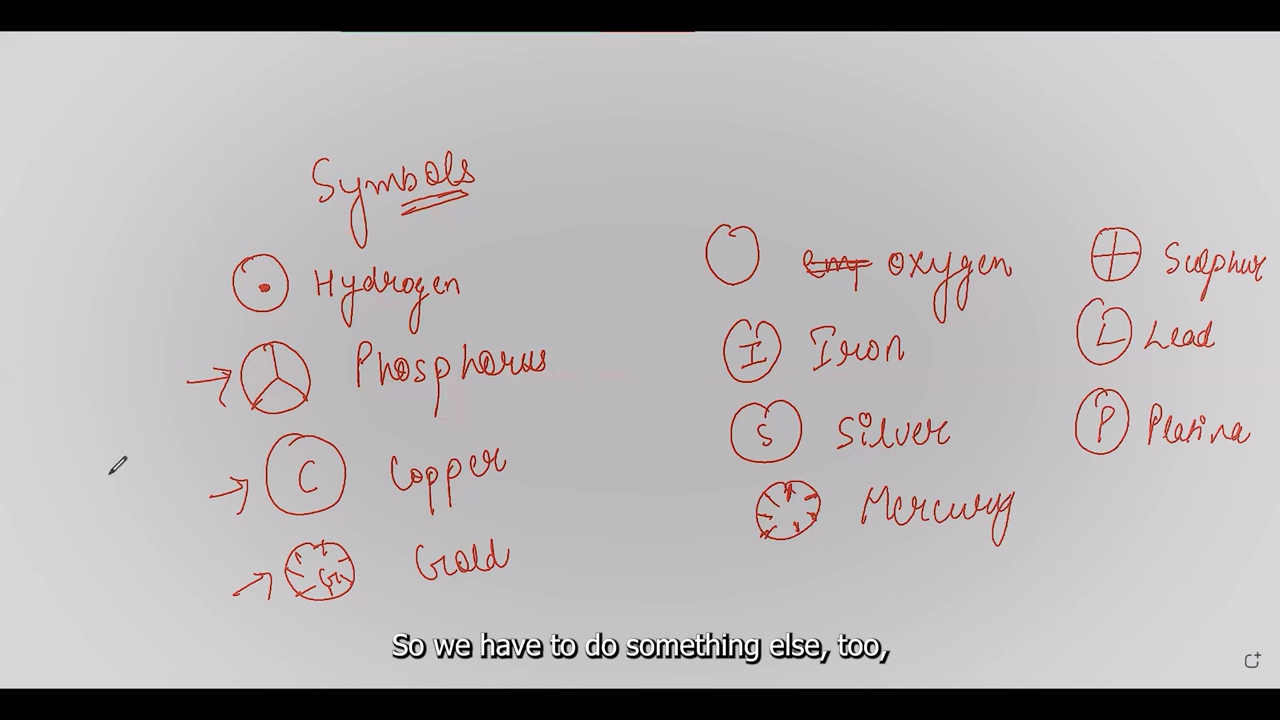 Symbols
Hydrogen
Phosphorus
C Copper
G Gold
emp oxygen
I Iron
S Silver
Mercury
Sulphur
L Lead
P Platina
So we have to do something else, too,